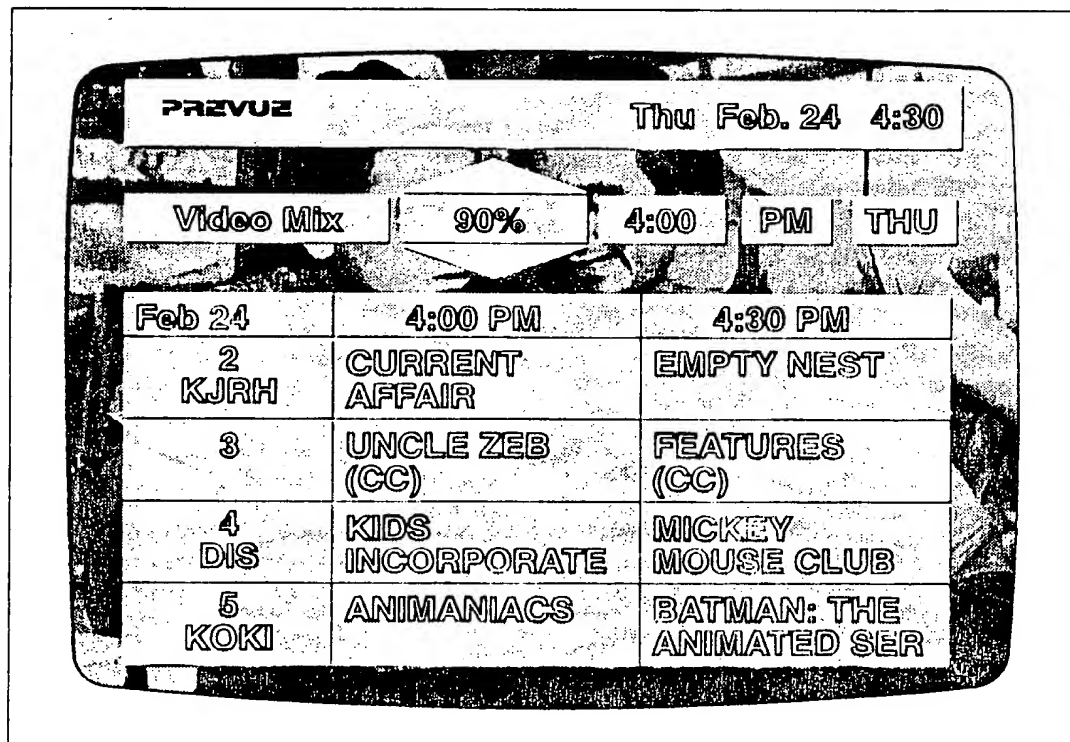 PREVUE Thu Feb. 24 4:30
Video Mix 90% 4:00 PM THU
Feb 24 4:00 PM 4:30 PM
2 CURRENT EMPTY NEST
KJRH AFFAIR
3 UNCLE ZEB FEATURES
(CC) (CC)
4 KIDS MICKEY
DIS INCORPORATE MOUSE CLUB
5 ANIMANIACS BATMAN: THE
KOKI ANIMATED SER